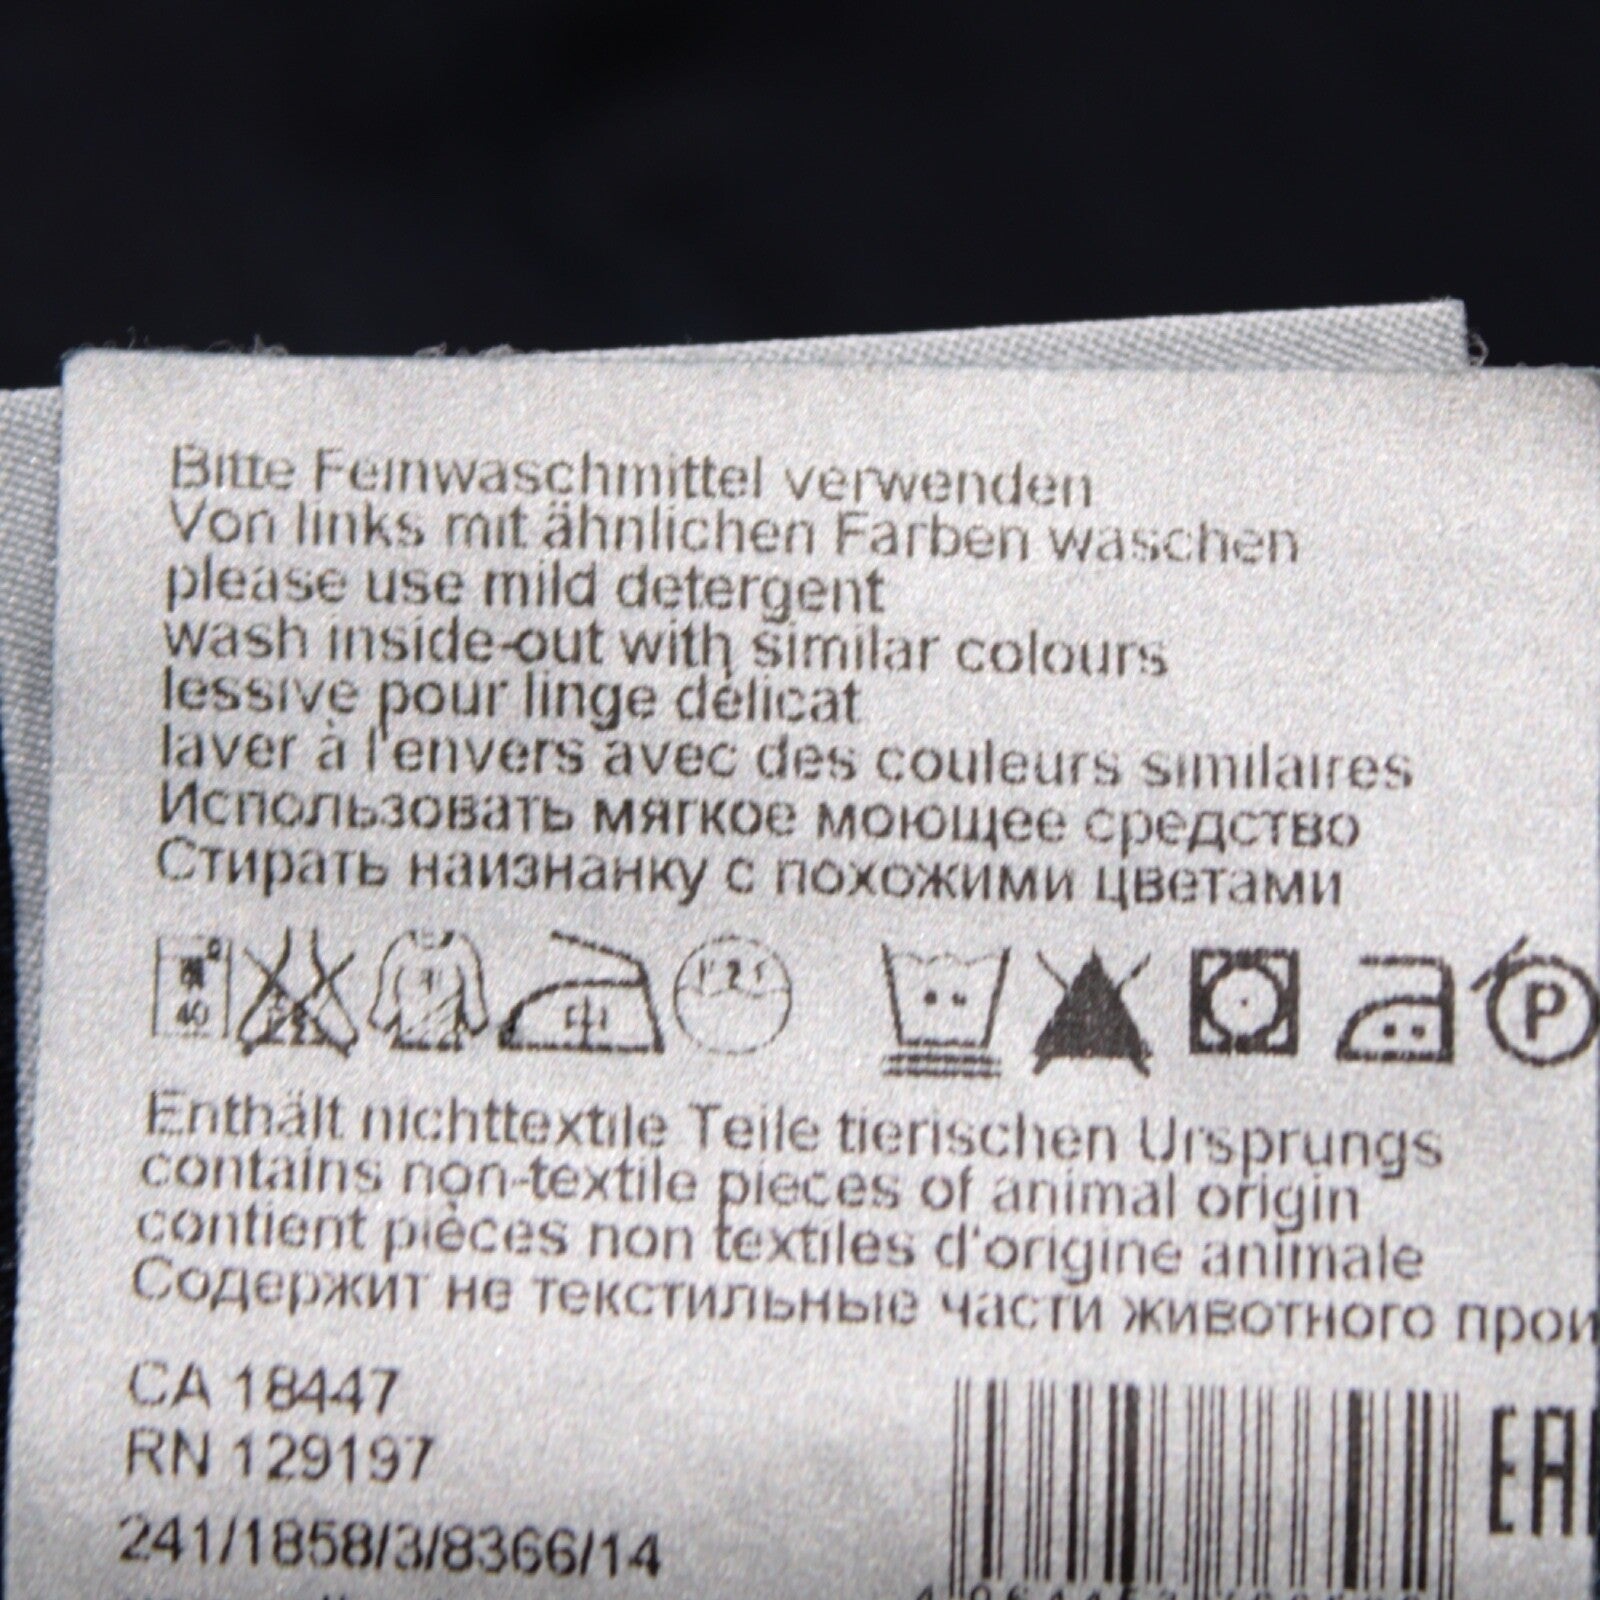 Bitte Feinwaschmittel verwenden
Von links mit ähnlichen Farben waschen
please use mild detergent
wash inside-out with similar colours
lessive pour linge délicat
laver à l'envers avec des couleurs similaires
Использовать мягкое моющее средство
Стирать наизнанку с похожими цветами
40 P
Enthält nichttextile Teile tierischen Ursprungs
contains non-textile pieces of animal origin
contient pièces non textiles d'origine animale
Содержит не текстильные части животного прои
CA 18447
RN 129197
EAC
241/1858/3/8366/14